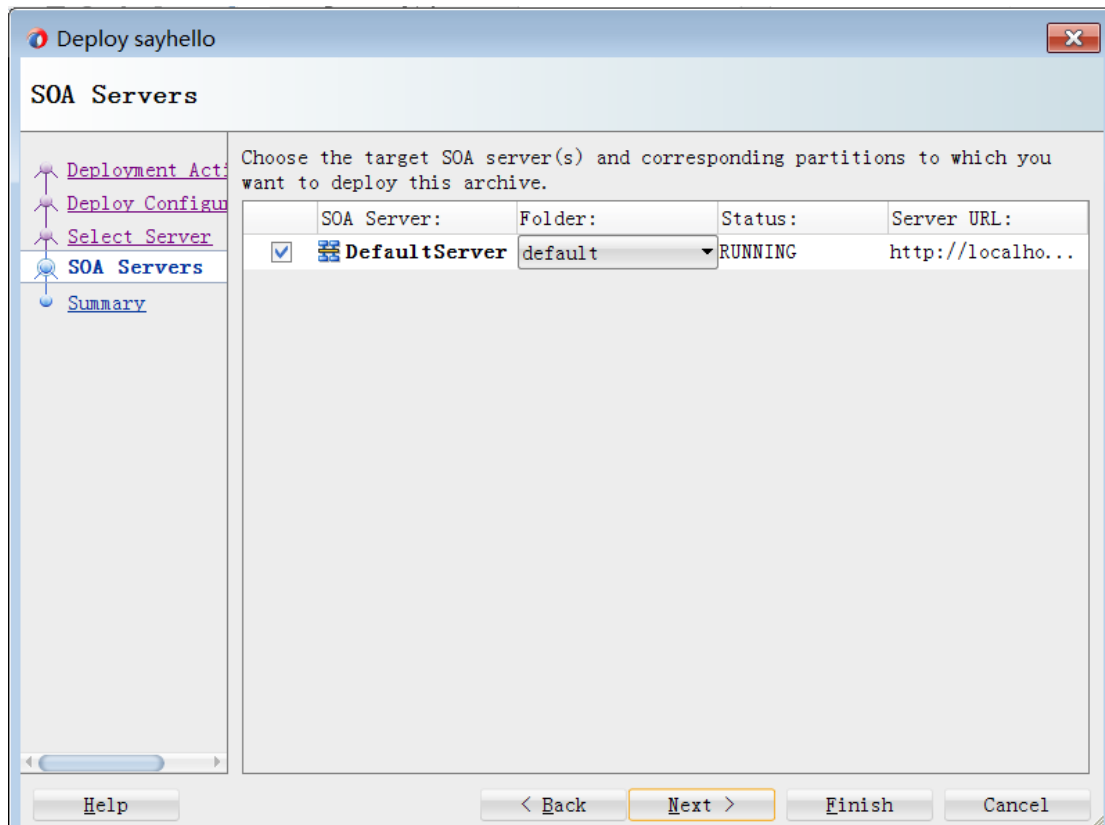 Deploy sayhello
SOA Servers
Deployment Acti
Deploy Configur
Select Server
SOA Servers
Summary
Choose the target SOA server(s) and corresponding partitions to which you
want to deploy this archive.
SOA Server: Folder: Status: Server URL:
DefaultServer default RUNNING http://localho...
Help < Back Next > Finish Cancel